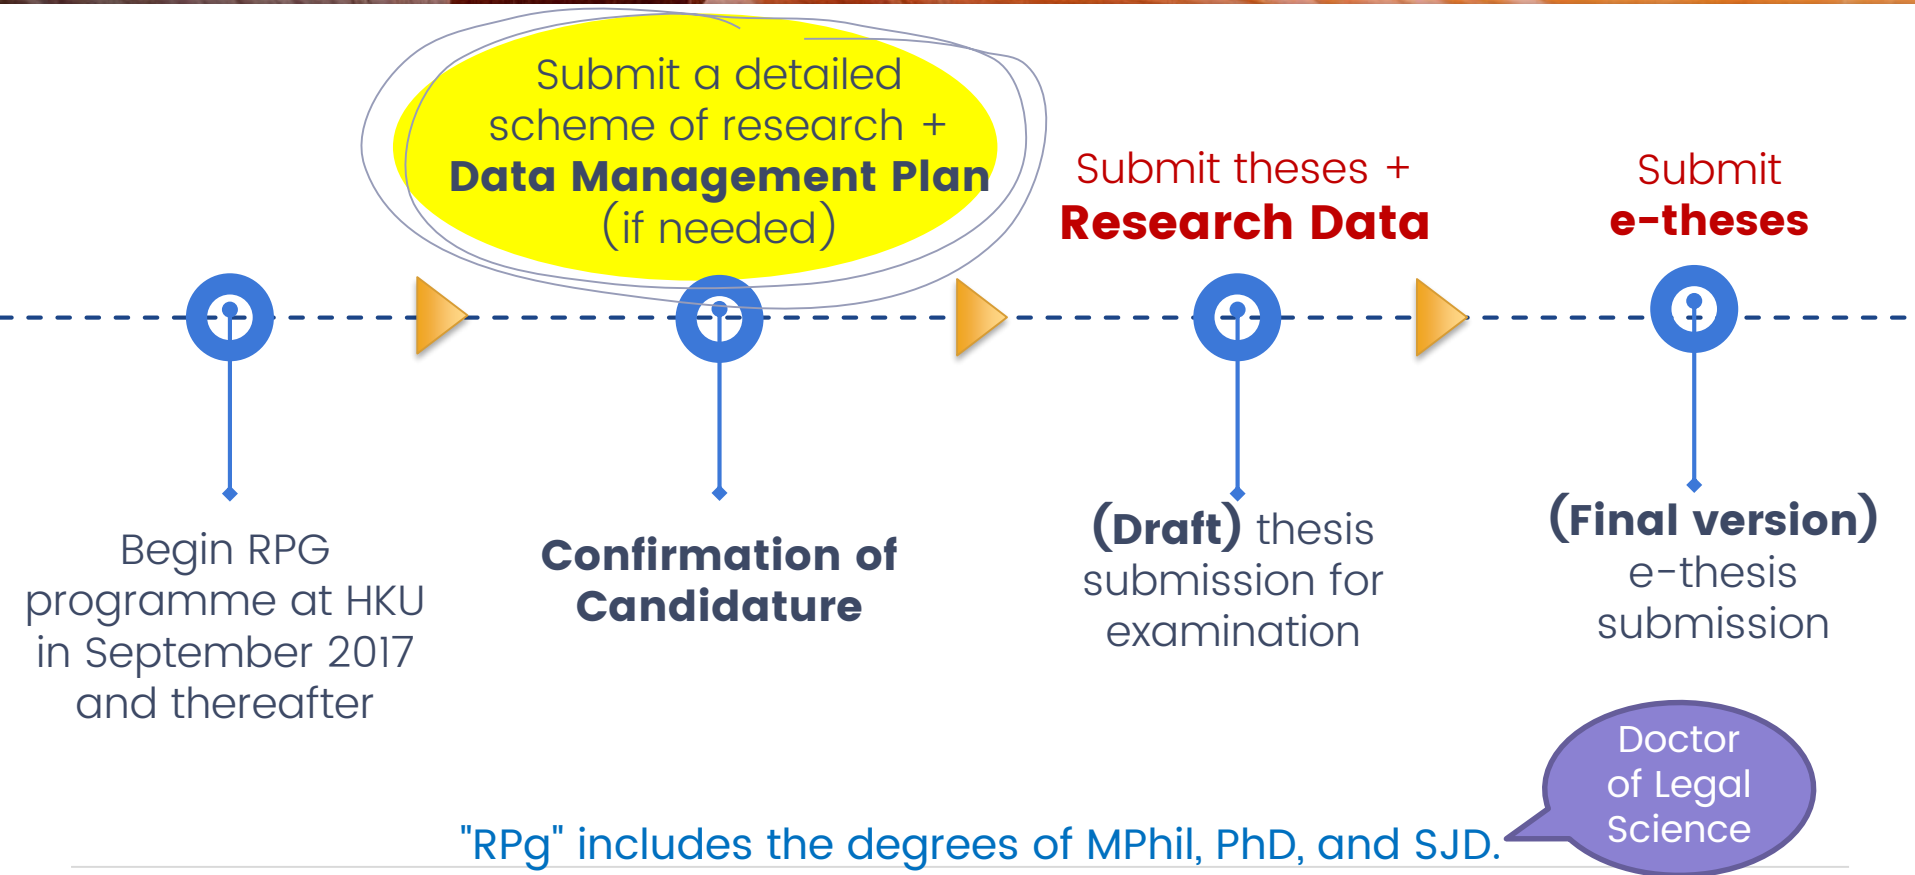 Submit a detailed
scheme of research +
Data Management Plan
(if needed)
Submit theses +
Research Data
Submit
e-theses
Begin RPG
programme at HKU
in September 2017
and thereafter
Confirmation of
Candidature
(Draft) thesis
submission for
examination
(Final version)
e-thesis
submission
Doctor
of Legal
Science
"RPg" includes the degrees of MPhil, PhD, and SJD.